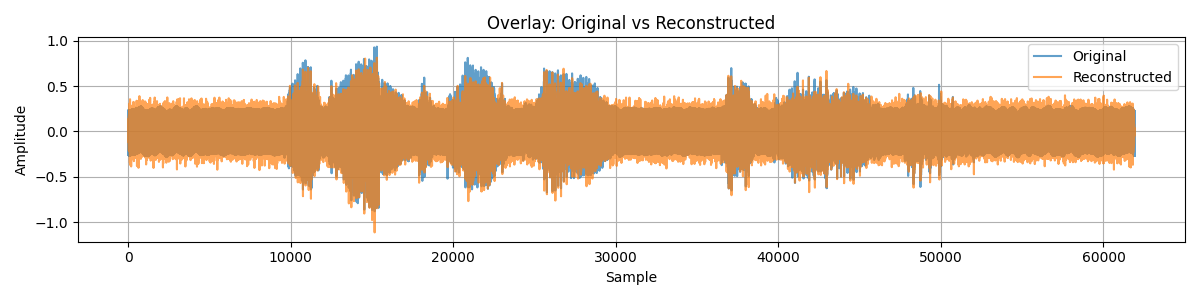 Overlay: Original vs Reconstructed
1.0
0.5
0.0
−0.5
−1.0
Amplitude
Original
Reconstructed
0
10000
20000
30000
40000
50000
60000
Sample